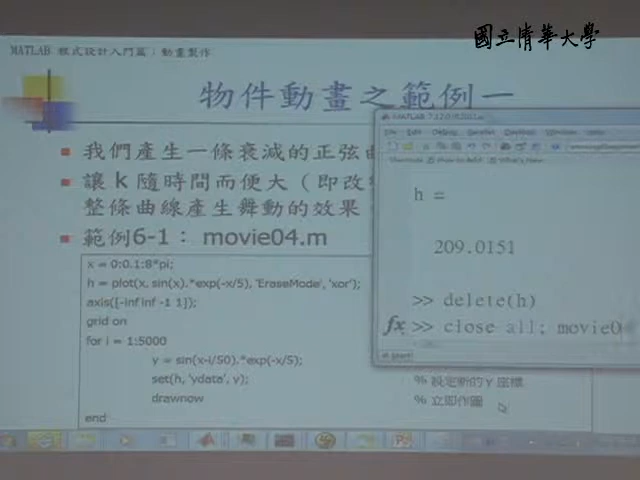 國立清華大學
MATLAB 程式設計入門篇：動畫製作
物件動畫之範例一
我們產生一條衰減的正弦
讓 k 隨時間而便大（即改
整條曲線產生舞動的效果
範例6-1： movie04.m
x = 0:0.1:8*pi;
h = plot(x, sin(x).*exp(-x/5), 'EraseMode', 'xor');
axis([-inf inf -1 1]);
grid on
for i = 1:5000
y = sin(x-i/50).*exp(-x/5);
set(h, 'ydata', y); % 設定新的 y 座標
drawnow % 立即作圖
end
h =
209.0151
>> delete(h)
fx >> close all; movie0
Start